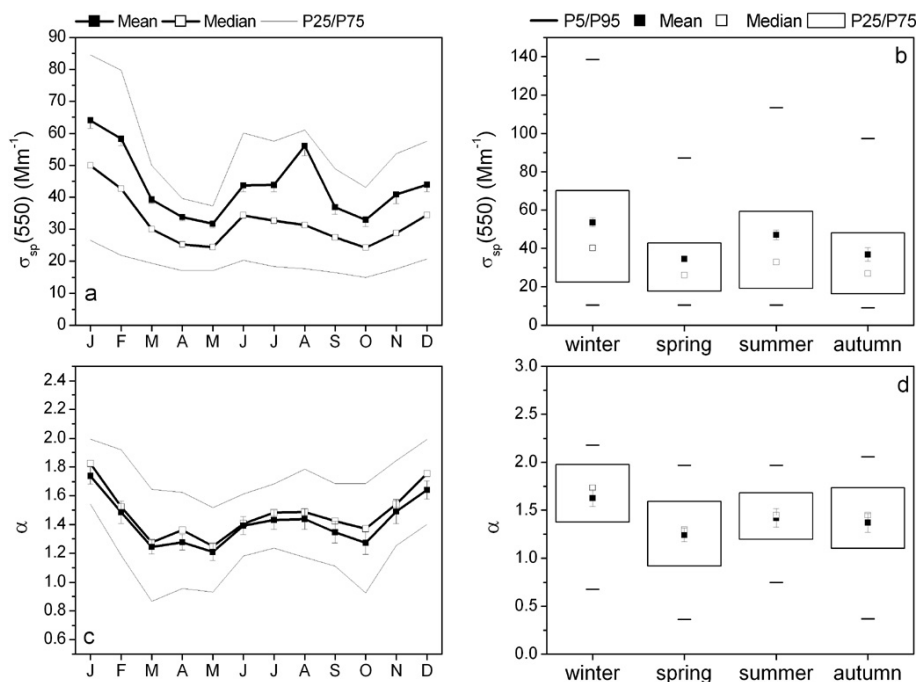 Mean Median P25/P75
P5/P95 Mean Median P25/P75
90
80
70
60
50
40
30
20
10
0
σsp(550) (Mm⁻¹)
a
J F M A M J J A S O N D
140
120
100
80
60
40
20
0
σsp(550) (Mm⁻¹)
b
winter spring summer autumn
2.4
2.2
2.0
1.8
1.6
1.4
1.2
1.0
0.8
0.6
α
c
J F M A M J J A S O N D
3.0
2.5
2.0
1.5
1.0
0.5
0.0
α
d
winter spring summer autumn